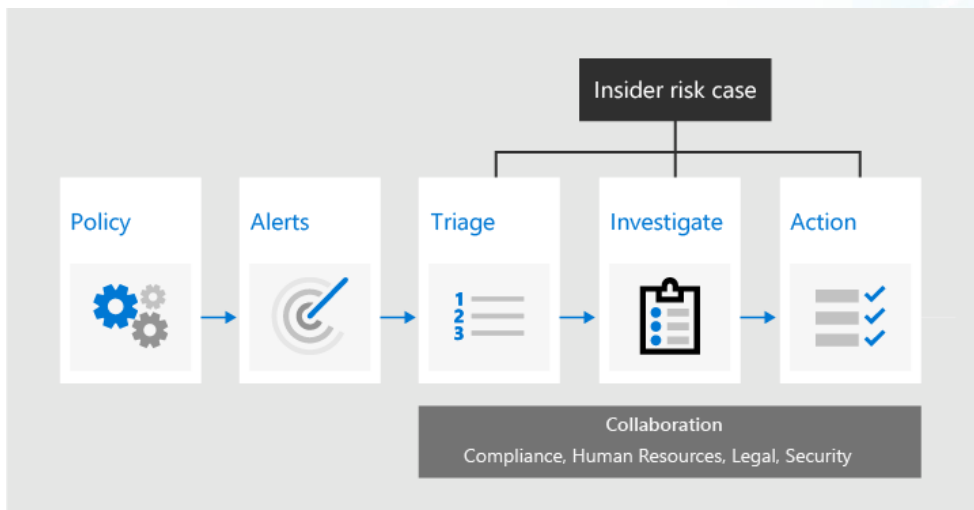 Insider risk case
Policy
Alerts
Triage
Investigate
Action
1
2
3
Collaboration
Compliance, Human Resources, Legal, Security